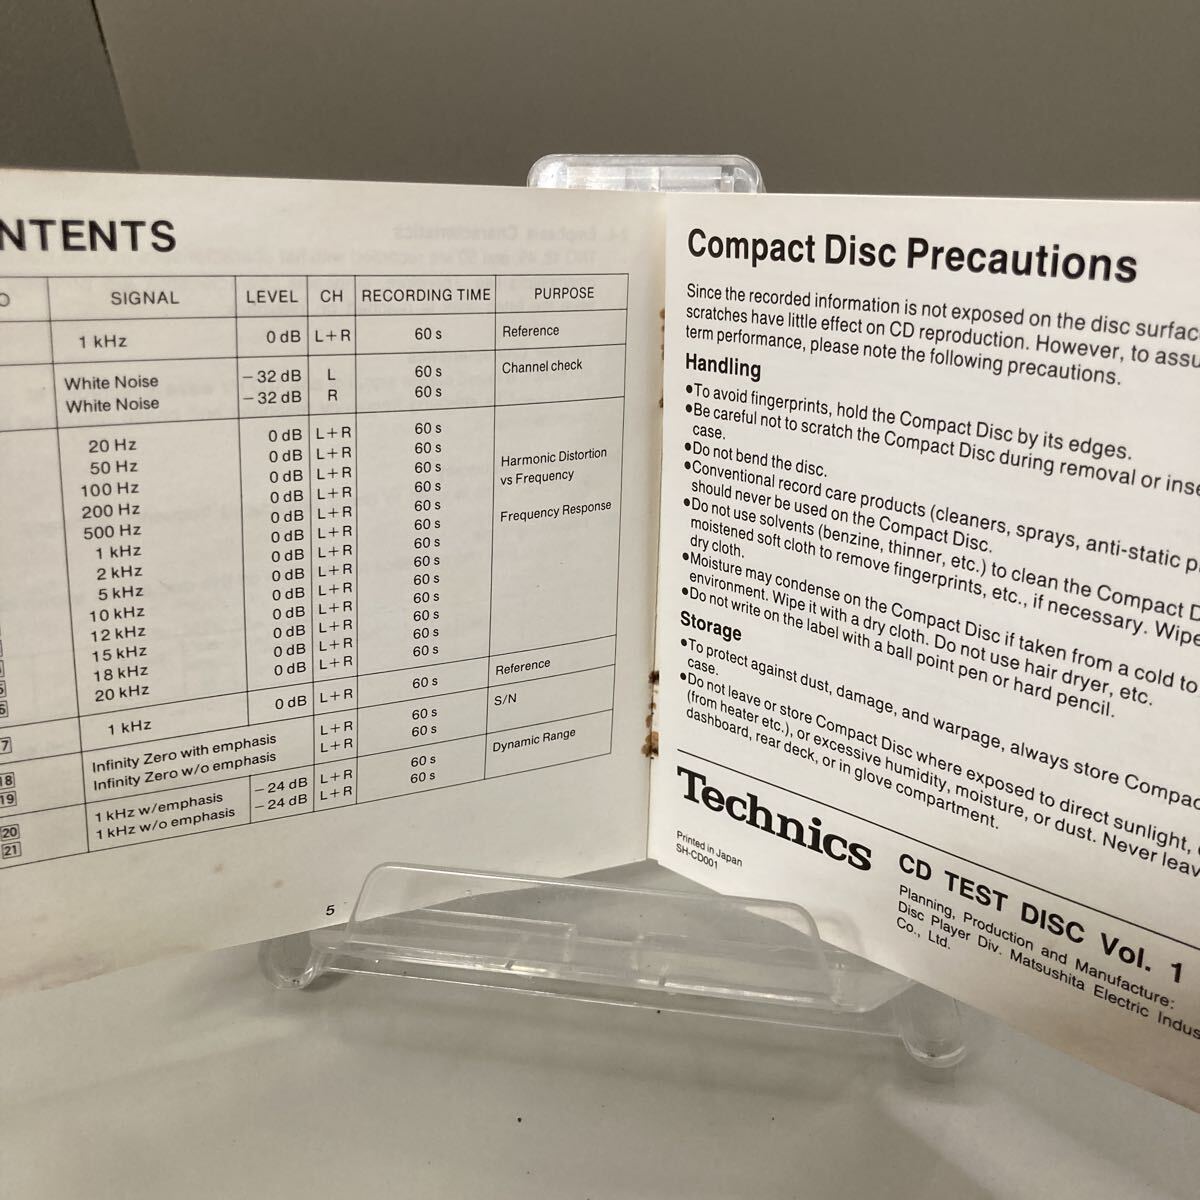 NTENTS
O SIGNAL LEVEL CH RECORDING TIME PURPOSE
1 kHz 0 dB L+R 60 s Reference
White Noise −32 dB L 60 s Channel check
White Noise −32 dB R 60 s
20 Hz 0 dB L+R 60 s
50 Hz 0 dB L+R 60 s Harmonic Distortion
100 Hz 0 dB L+R 60 s vs Frequency
200 Hz 0 dB L+R 60 s
500 Hz 0 dB L+R 60 s Frequency Response
1 kHz 0 dB L+R 60 s
2 kHz 0 dB L+R 60 s
5 kHz 0 dB L+R 60 s
10 kHz 0 dB L+R 60 s
12 kHz 0 dB L+R 60 s
15 kHz 0 dB L+R 60 s
18 kHz 0 dB L+R 60 s
6 20 kHz 0 dB L+R 60 s
7 1 kHz 0 dB L+R 60 s Reference
18 Infinity Zero with emphasis L+R 60 s S/N
19 Infinity Zero w/o emphasis L+R 60 s
20 1 kHz w/emphasis −24 dB L+R 60 s Dynamic Range
21 1 kHz w/o emphasis −24 dB L+R 60 s
5
Compact Disc Precautions
Since the recorded information is not exposed on the disc surfac
scratches have little effect on CD reproduction. However, to assu
term performance, please note the following precautions.
Handling
●To avoid fingerprints, hold the Compact Disc by its edges.
●Be careful not to scratch the Compact Disc during removal or inse
case.
●Do not bend the disc.
●Conventional record care products (cleaners, sprays, anti-static p
should never be used on the Compact Disc.
●Do not use solvents (benzine, thinner, etc.) to clean the Compact D
moistened soft cloth to remove fingerprints, etc., if necessary. Wipe
dry cloth.
●Moisture may condense on the Compact Disc if taken from a cold to
environment. Wipe it with a dry cloth. Do not use hair dryer, etc.
●Do not write on the label with a ball point pen or hard pencil.
Storage
●To protect against dust, damage, and warpage, always store Compac
case.
●Do not leave or store Compact Disc where exposed to direct sunlight,
(from heater etc.), or excessive humidity, moisture, or dust. Never leav
dashboard, rear deck, or in glove compartment.
Technics CD TEST DISC Vol. 1
Printed in Japan
SH-CD001
Planning, Production and Manufacture:
Disc Player Div. Matsushita Electric Indus
Co., Ltd.